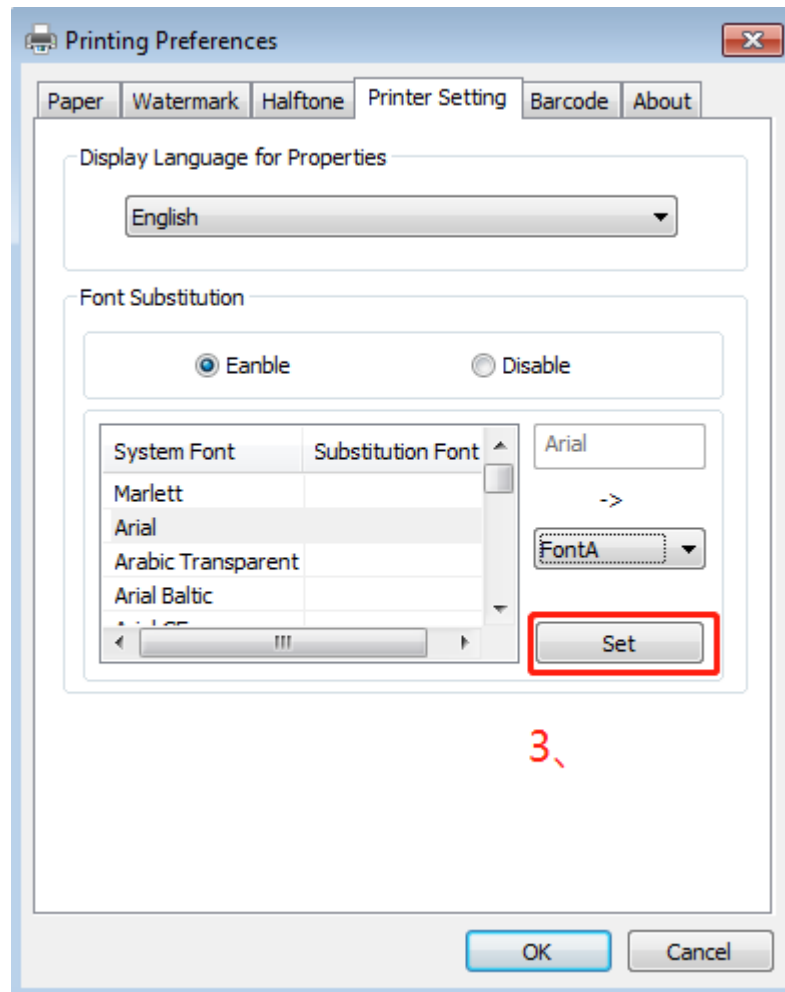 Printing Preferences
Paper Watermark Halftone Printer Setting Barcode About
Display Language for Properties
English
Font Substitution
Eanble Disable
System Font Substitution Font
Marlett
Arial
Arabic Transparent
Arial Baltic
Arial
->
FontA
Set
3、
OK Cancel